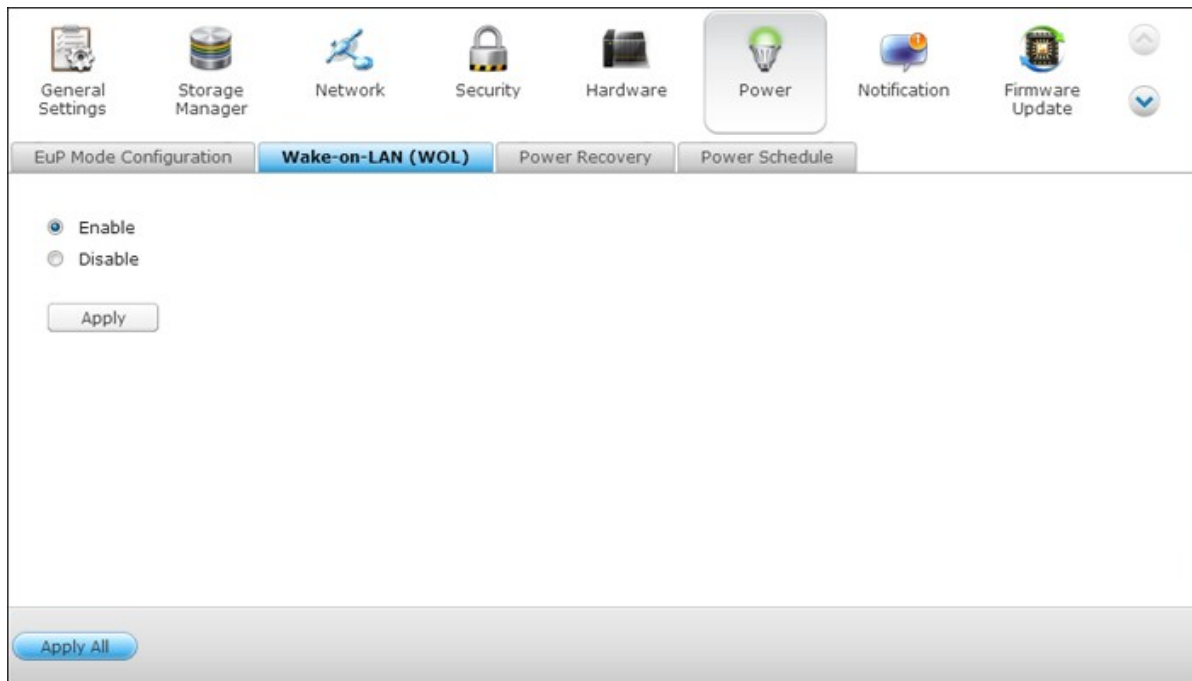 General Settings
Storage Manager
Network
Security
Hardware
Power
Notification
Firmware Update
EuP Mode Configuration
Wake-on-LAN (WOL)
Power Recovery
Power Schedule
Enable
Disable
Apply
Apply All